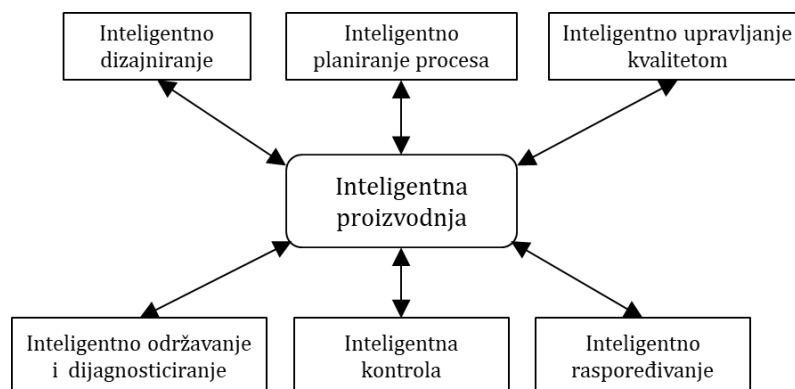 Inteligentno
dizajniranje
Inteligentno
planiranje procesa
Inteligentno upravljanje
kvalitetom
Inteligentna
proizvodnja
Inteligentno održavanje
i dijagnosticiranje
Inteligentna
kontrola
Inteligentno
raspoređivanje